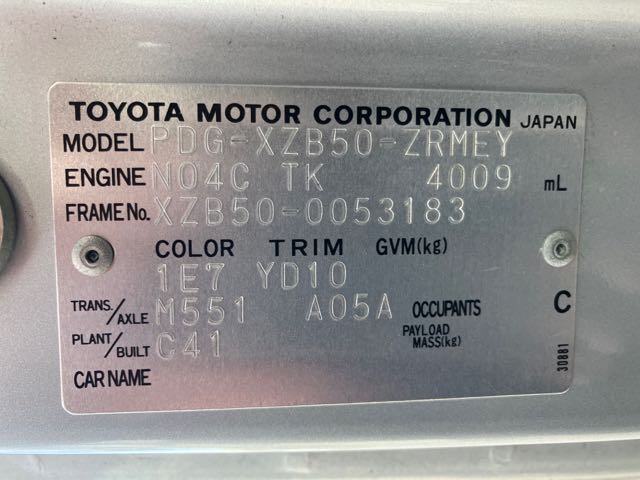 TOYOTA MOTOR CORPORATION JAPAN
MODEL PDG-XZB50-ZRMEY
ENGINE N04C TK 4009 mL
FRAME No. XZB50-0053183
COLOR TRIM GVM(kg)
1E7 YD10
TRANS./AXLE M551 A05A OCCUPANTS C
PLANT/BUILT C41 PAYLOAD MASS(kg)
CAR NAME
30881